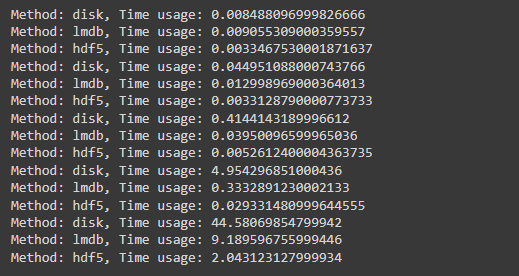 Method: disk, Time usage: 0.008488096999826666
Method: lmdb, Time usage: 0.009055309000359557
Method: hdf5, Time usage: 0.0033467530001871637
Method: disk, Time usage: 0.044951088000743766
Method: lmdb, Time usage: 0.012998969000364013
Method: hdf5, Time usage: 0.0033128790000773733
Method: disk, Time usage: 0.4144143189996612
Method: lmdb, Time usage: 0.03950096599965036
Method: hdf5, Time usage: 0.0052612400004363735
Method: disk, Time usage: 4.954296851000436
Method: lmdb, Time usage: 0.3332891230002133
Method: hdf5, Time usage: 0.029331480999644555
Method: disk, Time usage: 44.58069854799942
Method: lmdb, Time usage: 9.189596755999446
Method: hdf5, Time usage: 2.043123127999934